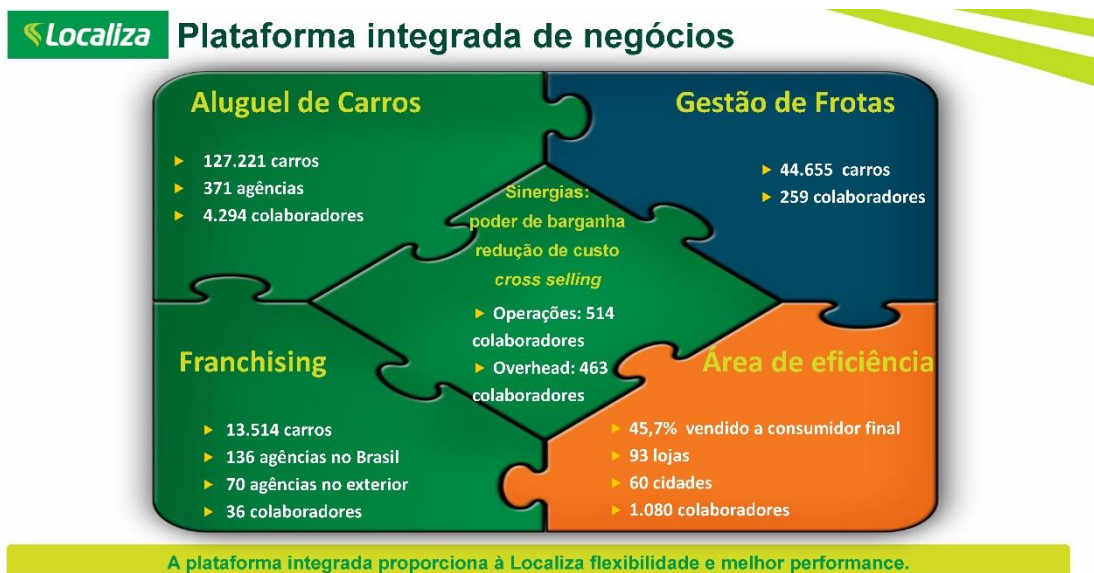 Localiza
Plataforma integrada de negócios
Aluguel de Carros
127.221 carros
371 agências
4.294 colaboradores
Gestão de Frotas
44.655 carros
259 colaboradores
Sinergias:
poder de barganha
redução de custo
cross selling
Operações: 514
colaboradores
Overhead: 463
colaboradores
Franchising
13.514 carros
136 agências no Brasil
70 agências no exterior
36 colaboradores
Área de eficiência
45,7% vendido a consumidor final
93 lojas
60 cidades
1.080 colaboradores
A plataforma integrada proporciona à Localiza flexibilidade e melhor performance.